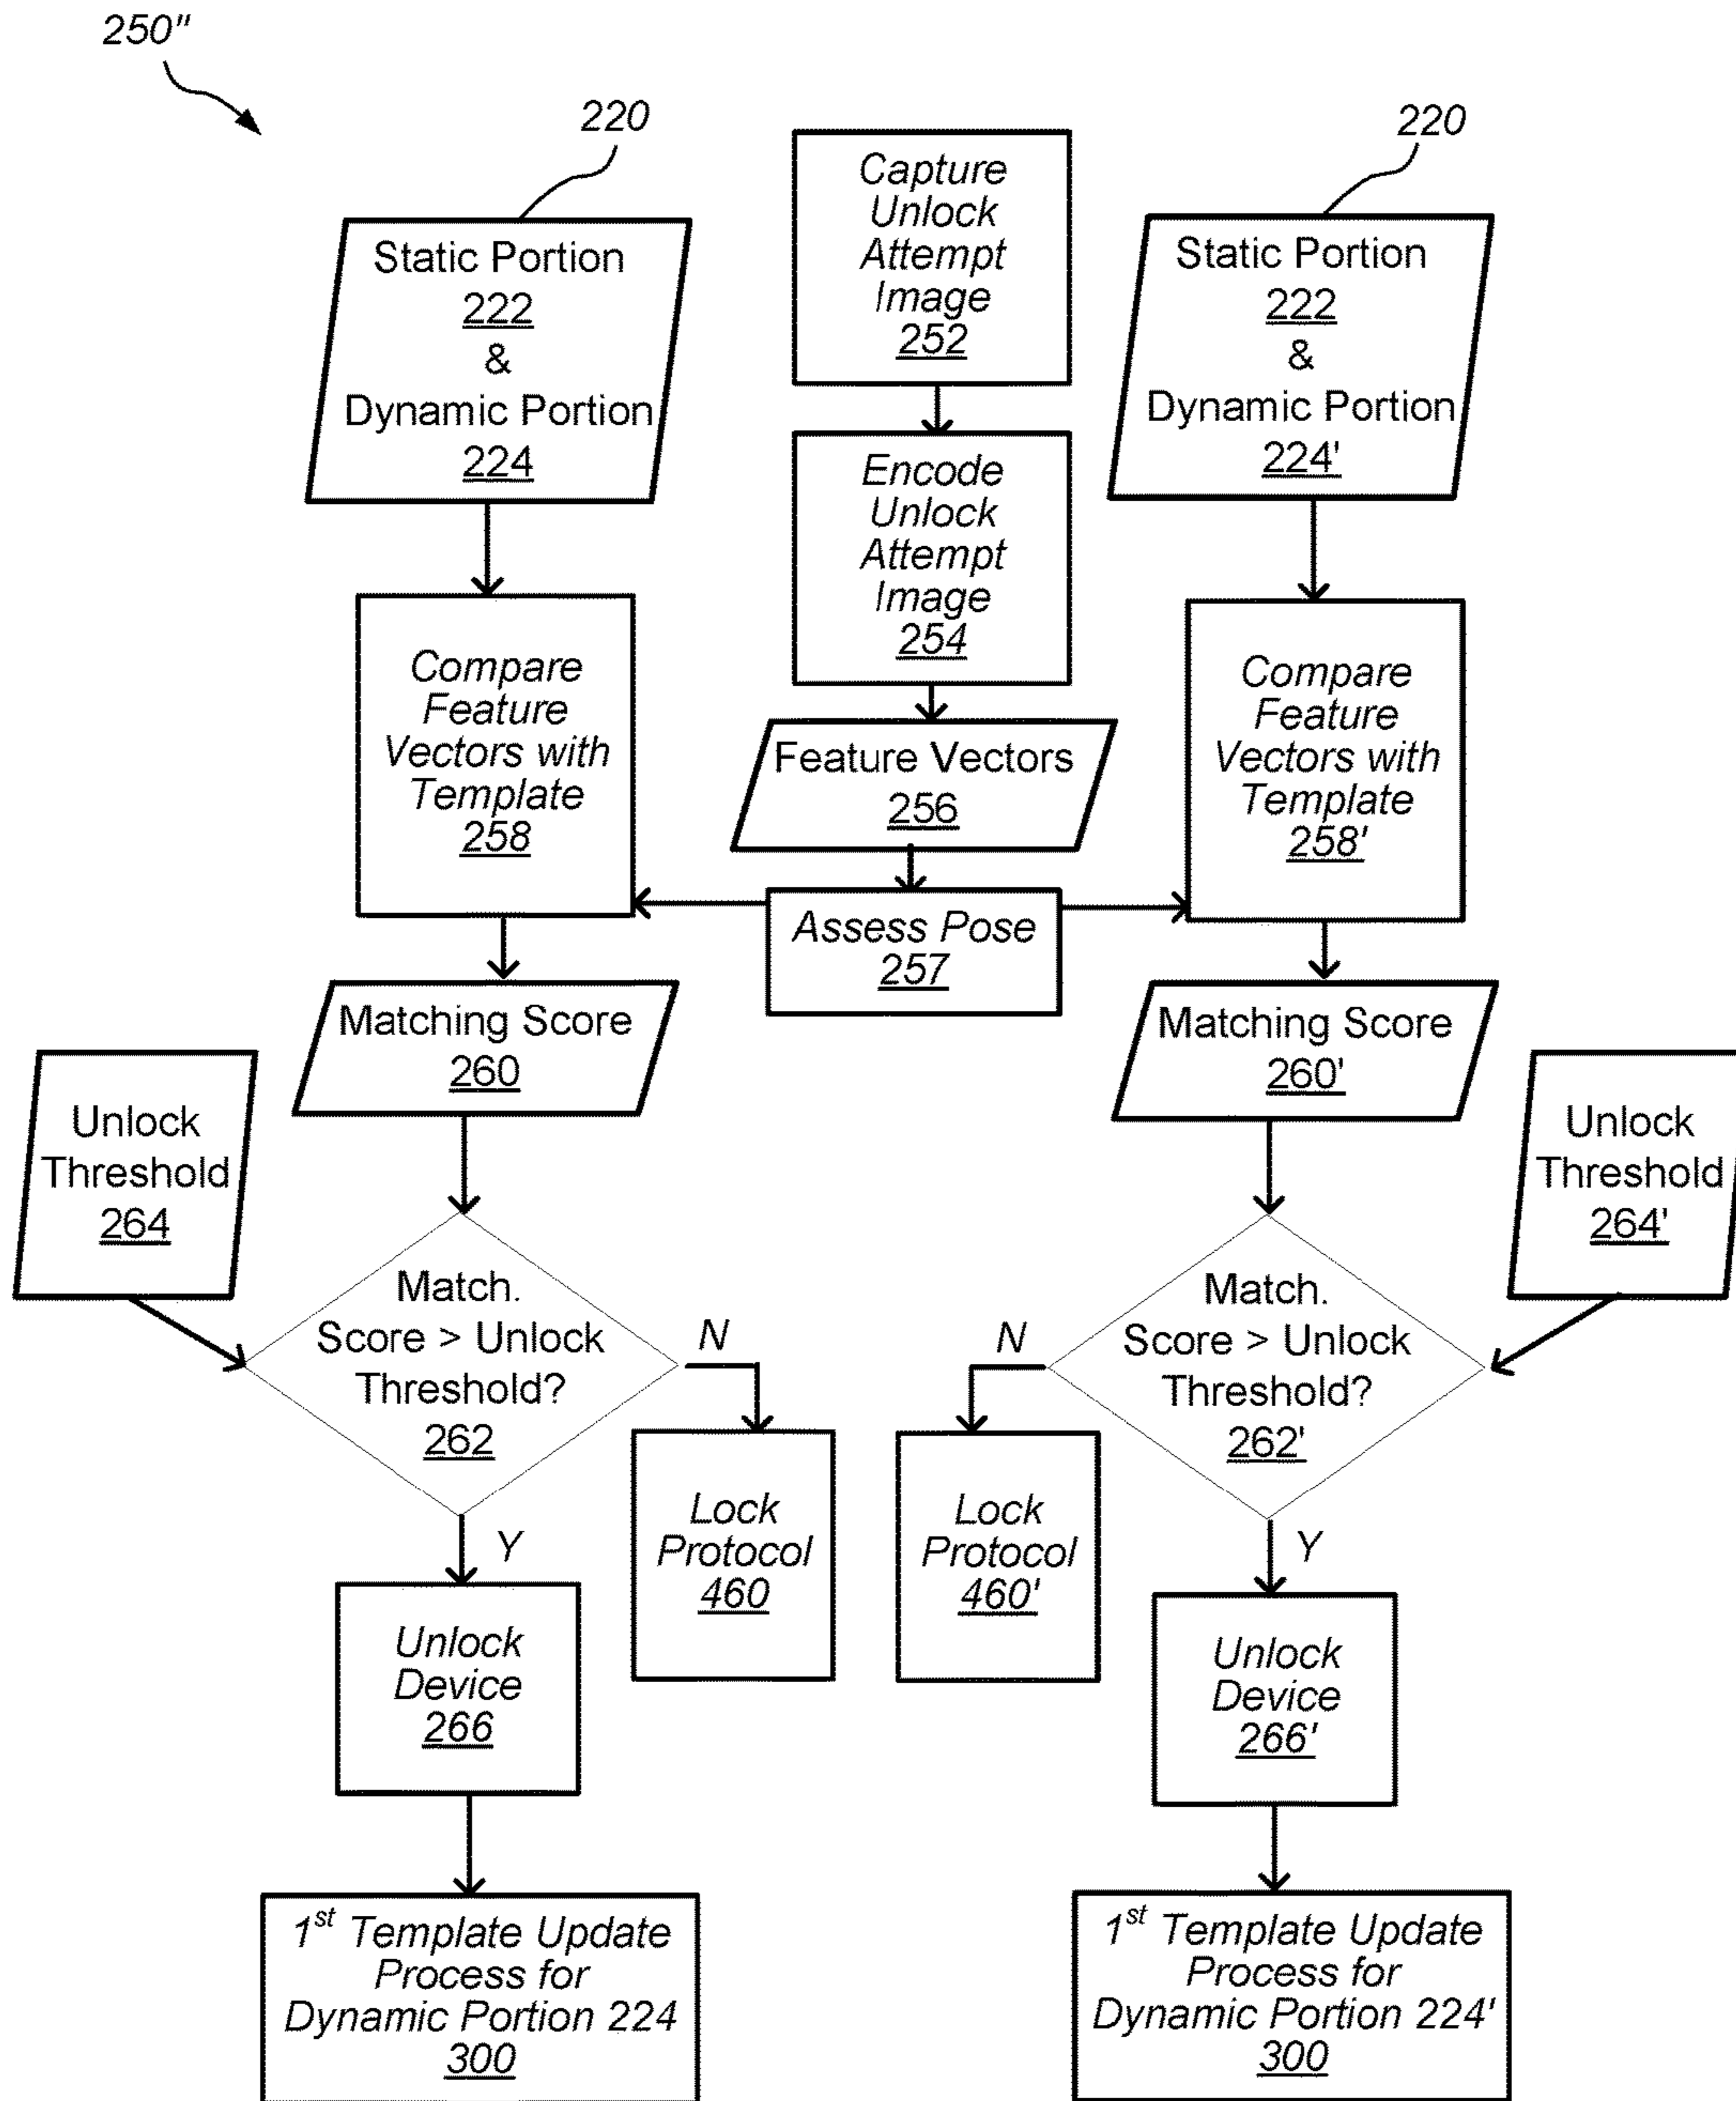 250"
220
Static Portion
222
&
Dynamic Portion
224
Capture
Unlock
Attempt
Image
252
220
Static Portion
222
&
Dynamic Portion
224'
Encode
Unlock
Attempt
Image
254
Compare
Feature
Vectors with
Template
258
Feature Vectors
256
Compare
Feature
Vectors with
Template
258'
Assess Pose
257
Matching Score
260
Matching Score
260'
Unlock
Threshold
264
Unlock
Threshold
264'
Match.
Score > Unlock
Threshold?
262
N
Y
Match.
Score > Unlock
Threshold?
262'
N
Y
Lock
Protocol
460
Lock
Protocol
460'
Unlock
Device
266
Unlock
Device
266'
1st Template Update
Process for
Dynamic Portion 224
300
1st Template Update
Process for
Dynamic Portion 224'
300